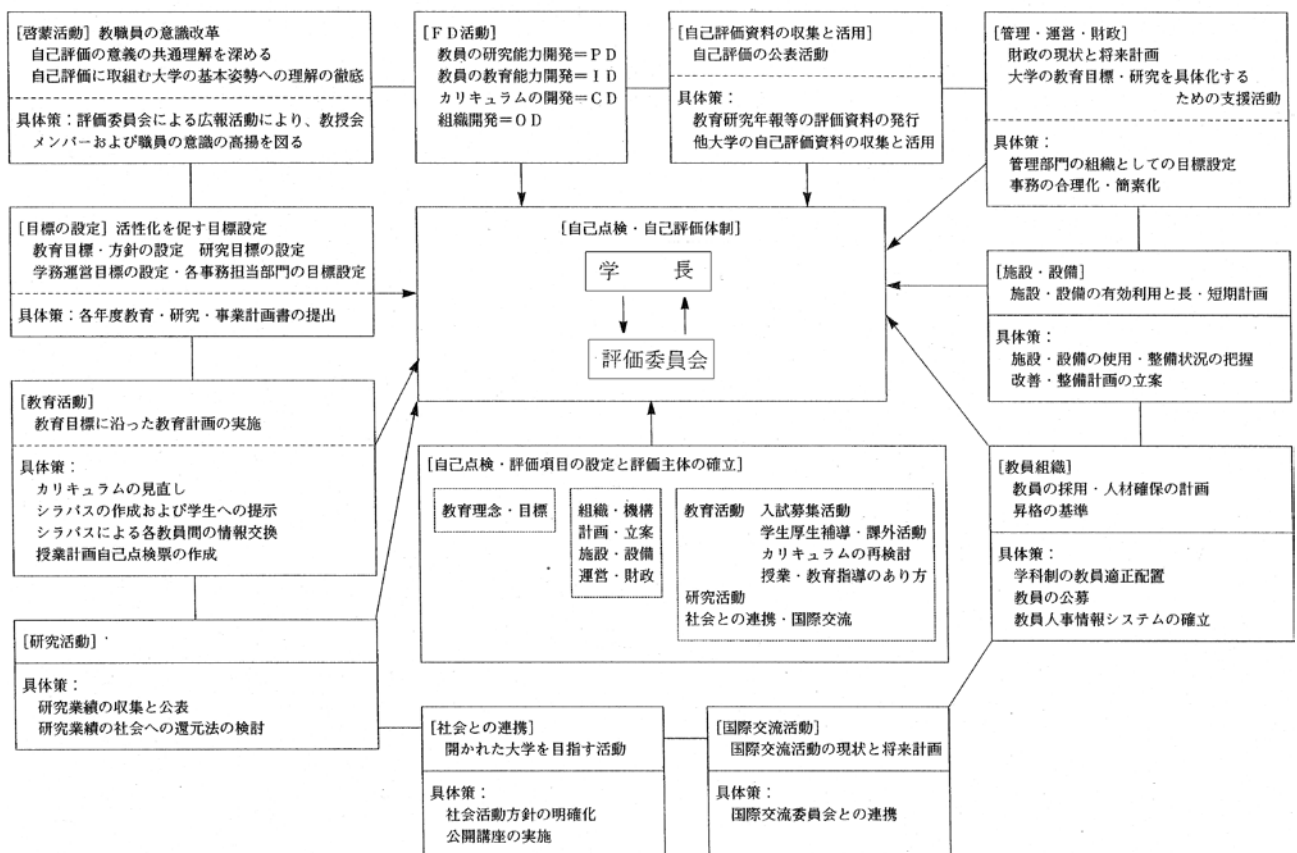 [啓蒙活動] 教職員の意識改革
自己評価の意義の共通理解を深める
自己評価に取組む大学の基本姿勢への理解の徹底
具体策：評価委員会による広報活動により、教授会
メンバーおよび職員の意識の高揚を図る
[ＦＤ活動]
教員の研究能力開発＝ＰＤ
教員の教育能力開発＝ＩＤ
カリキュラムの開発＝ＣＤ
組織開発＝ＯＤ
[自己評価資料の収集と活用]
自己評価の公表活動
具体策：
教育研究年報等の評価資料の発行
他大学の自己評価資料の収集と活用
[管理・運営・財政]
財政の現状と将来計画
大学の教育目標・研究を具体化する
ための支援活動
具体策：
管理部門の組織としての目標設定
事務の合理化・簡素化
[目標の設定] 活性化を促す目標設定
教育目標・方針の設定　研究目標の設定
学務運営目標の設定・各事務担当部門の目標設定
具体策：各年度教育・研究・事業計画書の提出
[自己点検・自己評価体制]
学　　長
評価委員会
[施設・設備]
施設・設備の有効利用と長・短期計画
具体策：
施設・設備の使用・整備状況の把握
改善・整備計画の立案
[教育活動]
教育目標に沿った教育計画の実施
具体策：
カリキュラムの見直し
シラバスの作成および学生への提示
シラバスによる各教員間の情報交換
授業計画自己点検票の作成
[自己点検・評価項目の設定と評価主体の確立]
教育理念・目標
組織・機構
計画・立案
施設・設備
運営・財政
教育活動　入試募集活動
学生厚生補導・課外活動
カリキュラムの再検討
授業・教育指導のあり方
研究活動
社会との連携・国際交流
[教員組織]
教員の採用・人材確保の計画
昇格の基準
具体策：
学科制の教員適正配置
教員の公募
教員人事情報システムの確立
[研究活動]
具体策：
研究業績の収集と公表
研究業績の社会への還元法の検討
[社会との連携]
開かれた大学を目指す活動
具体策：
社会活動方針の明確化
公開講座の実施
[国際交流活動]
国際交流活動の現状と将来計画
具体策：
国際交流委員会との連携